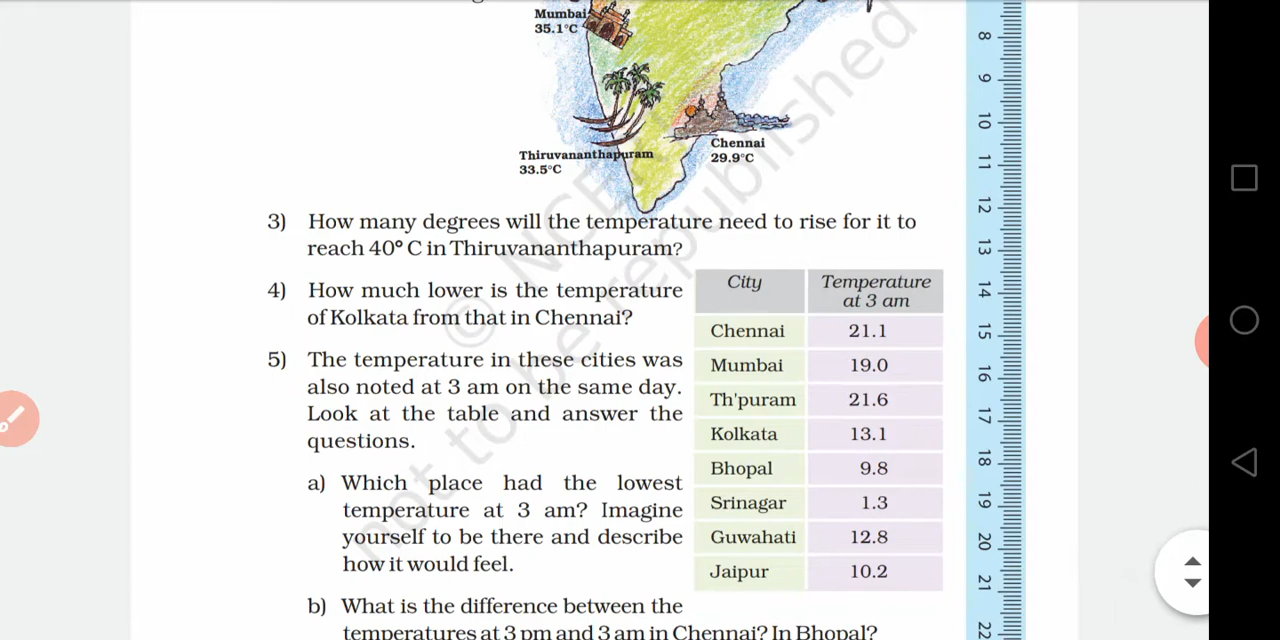 Mumbai
35.1°C
Thiruvananthapuram
33.5°C
Chennai
29.9°C
3) How many degrees will the temperature need to rise for it to
reach 40° C in Thiruvananthapuram?
4) How much lower is the temperature
of Kolkata from that in Chennai?
5) The temperature in these cities was
also noted at 3 am on the same day.
Look at the table and answer the
questions.
a) Which place had the lowest
temperature at 3 am? Imagine
yourself to be there and describe
how it would feel.
b) What is the difference between the
temperatures at 3 pm and 3 am in Chennai? In Bhopal?
City Temperature
at 3 am
Chennai 21.1
Mumbai 19.0
Th'puram 21.6
Kolkata 13.1
Bhopal 9.8
Srinagar 1.3
Guwahati 12.8
Jaipur 10.2
8
9
10
11
12
13
14
15
16
17
18
19
20
21
22
not to be republished